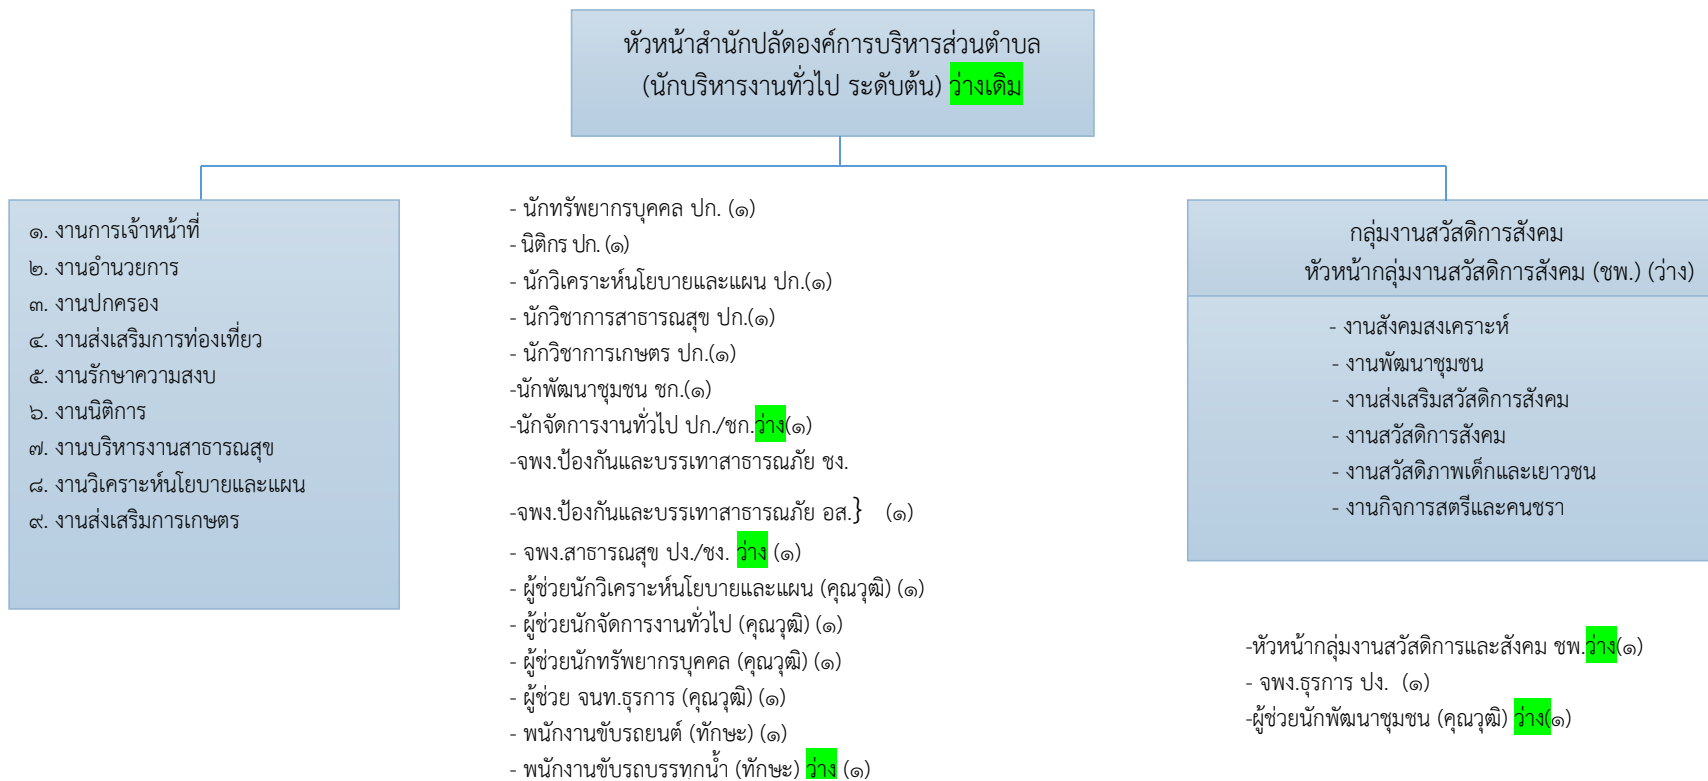 หัวหน้าสำนักปลัดองค์การบริหารส่วนตำบล
(นักบริหารงานทั่วไป ระดับต้น) ว่างเดิม
๑. งานการเจ้าหน้าที่
๒. งานอำนวยการ
๓. งานปกครอง
๔. งานส่งเสริมการท่องเที่ยว
๕. งานรักษาความสงบ
๖. งานนิติการ
๗. งานบริหารงานสาธารณสุข
๘. งานวิเคราะห์นโยบายและแผน
๙. งานส่งเสริมการเกษตร
- นักทรัพยากรบุคคล ปก. (๑)
- นิติกร ปก. (๑)
- นักวิเคราะห์นโยบายและแผน ปก.(๑)
- นักวิชาการสาธารณสุข ปก.(๑)
- นักวิชาการเกษตร ปก.(๑)
-นักพัฒนาชุมชน ชก.(๑)
-นักจัดการงานทั่วไป ปก./ชก.ว่าง(๑)
-จพง.ป้องกันและบรรเทาสาธารณภัย ชง.
-จพง.ป้องกันและบรรเทาสาธารณภัย อส.} (๑)
- จพง.สาธารณสุข ปง./ชง. ว่าง (๑)
- ผู้ช่วยนักวิเคราะห์นโยบายและแผน (คุณวุฒิ) (๑)
- ผู้ช่วยนักจัดการงานทั่วไป (คุณวุฒิ) (๑)
- ผู้ช่วยนักทรัพยากรบุคคล (คุณวุฒิ) (๑)
- ผู้ช่วย จนท.ธุรการ (คุณวุฒิ) (๑)
- พนักงานขับรถยนต์ (ทักษะ) (๑)
- พนักงานขับรถบรรทุกน้ำ (ทักษะ) ว่าง (๑)
กลุ่มงานสวัสดิการสังคม
หัวหน้ากลุ่มงานสวัสดิการสังคม (ชพ.) (ว่าง)
- งานสังคมสงเคราะห์
- งานพัฒนาชุมชน
- งานส่งเสริมสวัสดิการสังคม
- งานสวัสดิการสังคม
- งานสวัสดิภาพเด็กและเยาวชน
- งานกิจการสตรีและคนชรา
-หัวหน้ากลุ่มงานสวัสดิการและสังคม ชพ.ว่าง(๑)
- จพง.ธุรการ ปง. (๑)
-ผู้ช่วยนักพัฒนาชุมชน (คุณวุฒิ) ว่าง(๑)